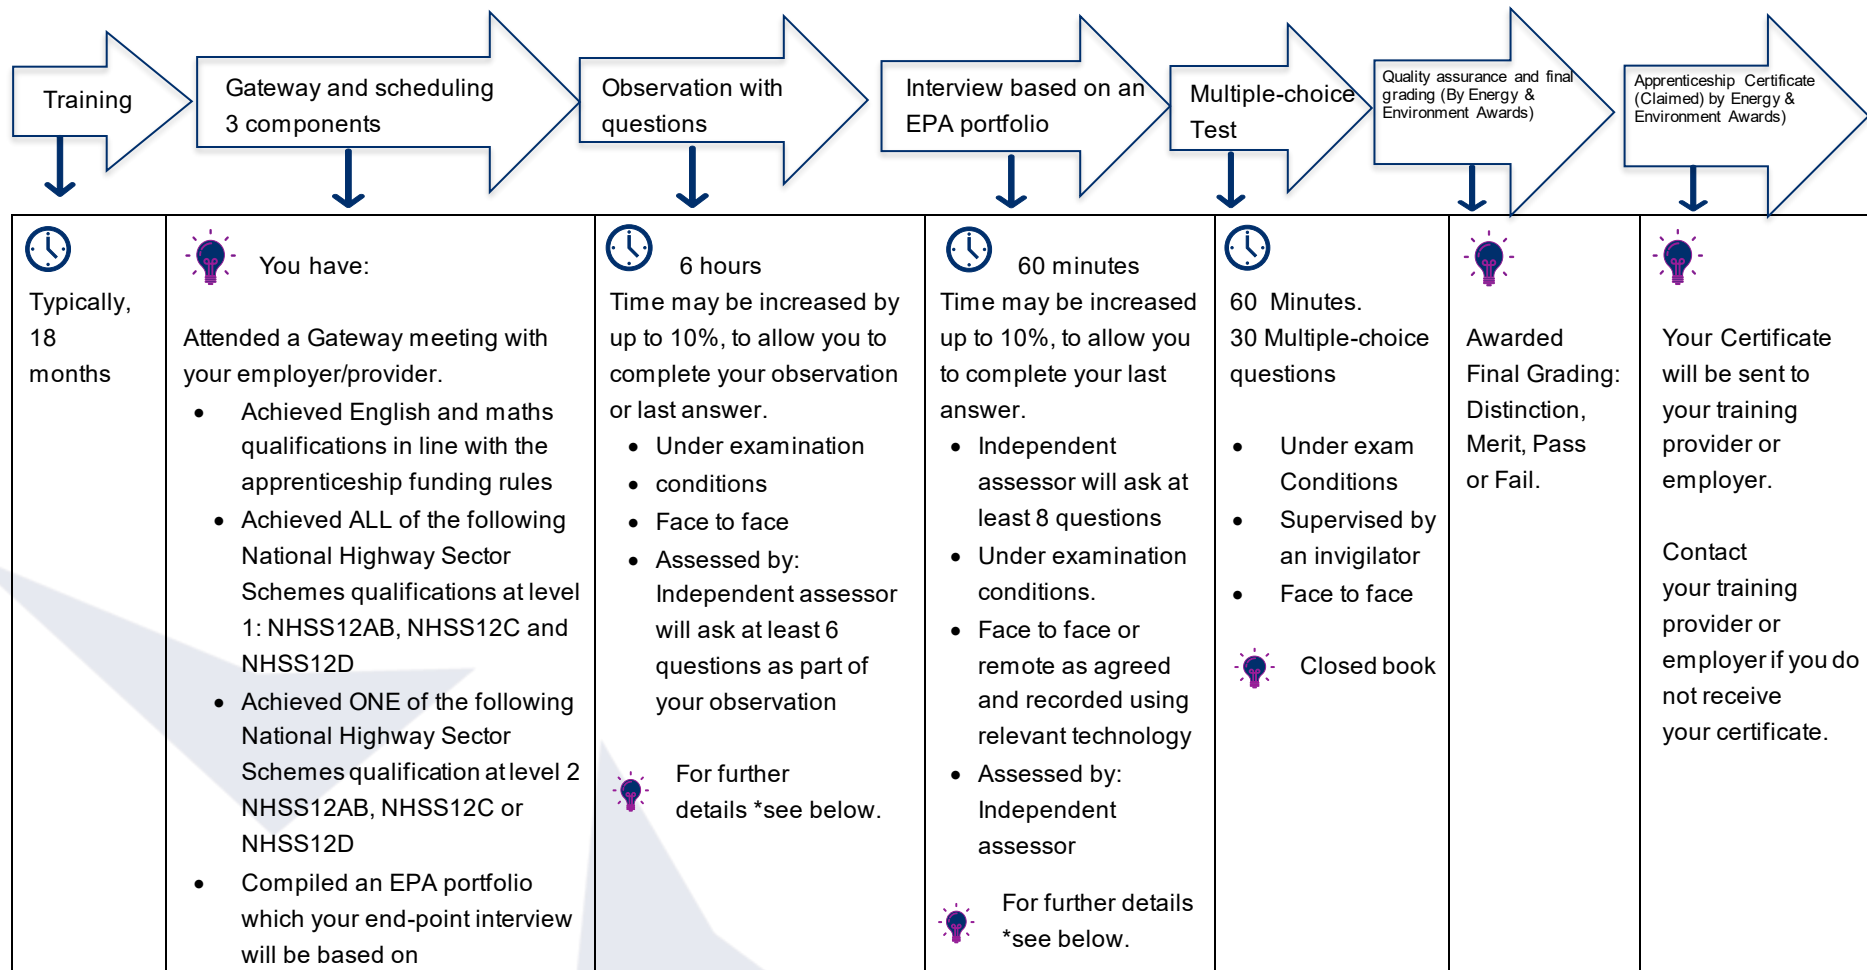 Training
Gateway and scheduling
3 components
Observation with
questions
Interview based on an
EPA portfolio
Multiple-choice
Test
Quality assurance and final
grading (By Energy &
Environment Awards)
Apprenticeship Certificate
(Claimed) by Energy &
Environment Awards)
Typically,
18
months
You have:
Attended a Gateway meeting with
your employer/provider.
• Achieved English and maths
qualifications in line with the
apprenticeship funding rules
• Achieved ALL of the following
National Highway Sector
Schemes qualifications at level
1: NHSS12AB, NHSS12C and
NHSS12D
• Achieved ONE of the following
National Highway Sector
Schemes qualification at level 2
NHSS12AB, NHSS12C or
NHSS12D
• Compiled an EPA portfolio
which your end-point interview
will be based on
6 hours
Time may be increased by
up to 10%, to allow you to
complete your observation
or last answer.
• Under examination
• conditions
• Face to face
• Assessed by:
Independent assessor
will ask at least 6
questions as part of
your observation
For further
details *see below.
60 minutes
Time may be increased
up to 10%, to allow you
to complete your last
answer.
• Independent
assessor will ask at
least 8 questions
• Under examination
conditions.
• Face to face or
remote as agreed
and recorded using
relevant technology
• Assessed by:
Independent
assessor
For further details
*see below.
60 Minutes.
30 Multiple-choice
questions
• Under exam
Conditions
• Supervised by
an invigilator
• Face to face
Closed book
Awarded
Final Grading:
Distinction,
Merit, Pass
or Fail.
Your Certificate
will be sent to
your training
provider or
employer.
Contact
your training
provider or
employer if you do
not receive
your certificate.